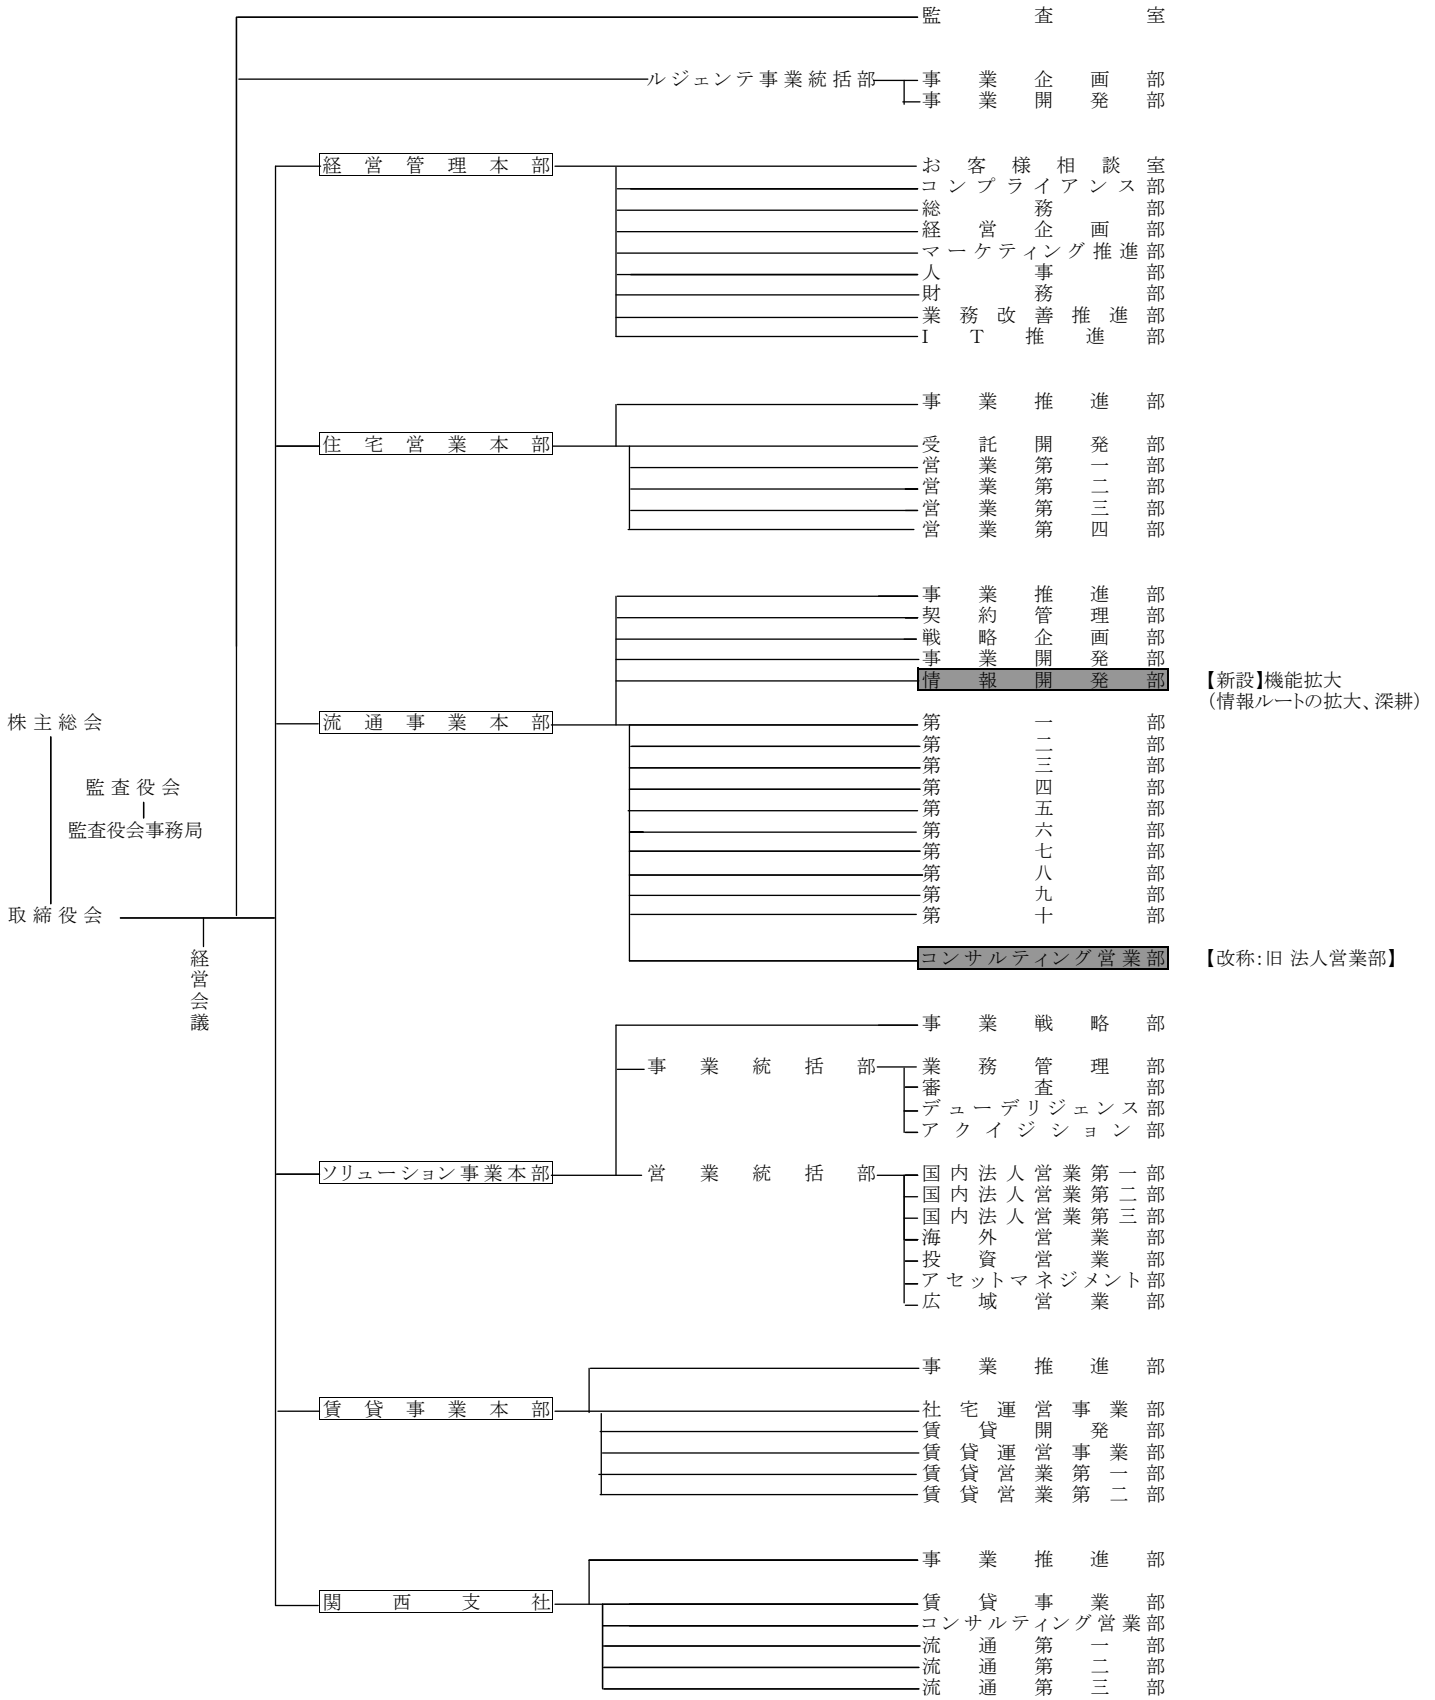 監査室
ルジェンテ事業統括部
事業企画部
事業開発部
経営管理本部
お客様相談室
コンプライアンス部
総務部
経営企画部
マーケティング推進部
人事部
財務部
業務改善推進部
IT推進部
住宅営業本部
事業推進部
受託開発部
営業第一部
営業第二部
営業第三部
営業第四部
流通事業本部
事業推進部
契約管理部
戦略企画部
事業開発部
情報開発部
【新設】機能拡大
(情報ルートの拡大、深耕)
第一部
第二部
第三部
第四部
第五部
第六部
第七部
第八部
第九部
第十部
コンサルティング営業部
【改称:旧 法人営業部】
株主総会
監査役会
監査役会事務局
取締役会
経営会議
ソリューション事業本部
事業戦略部
事業統括部
業務管理部
審査部
デューデリジェンス部
アクイジション部
営業統括部
国内法人営業第一部
国内法人営業第二部
国内法人営業第三部
海外営業部
投資営業部
アセットマネジメント部
広域営業部
賃貸事業本部
事業推進部
社宅運営事業部
賃貸開発部
賃貸運営事業部
賃貸営業第一部
賃貸営業第二部
関西支社
事業推進部
賃貸事業部
コンサルティング営業部
流通第一部
流通第二部
流通第三部